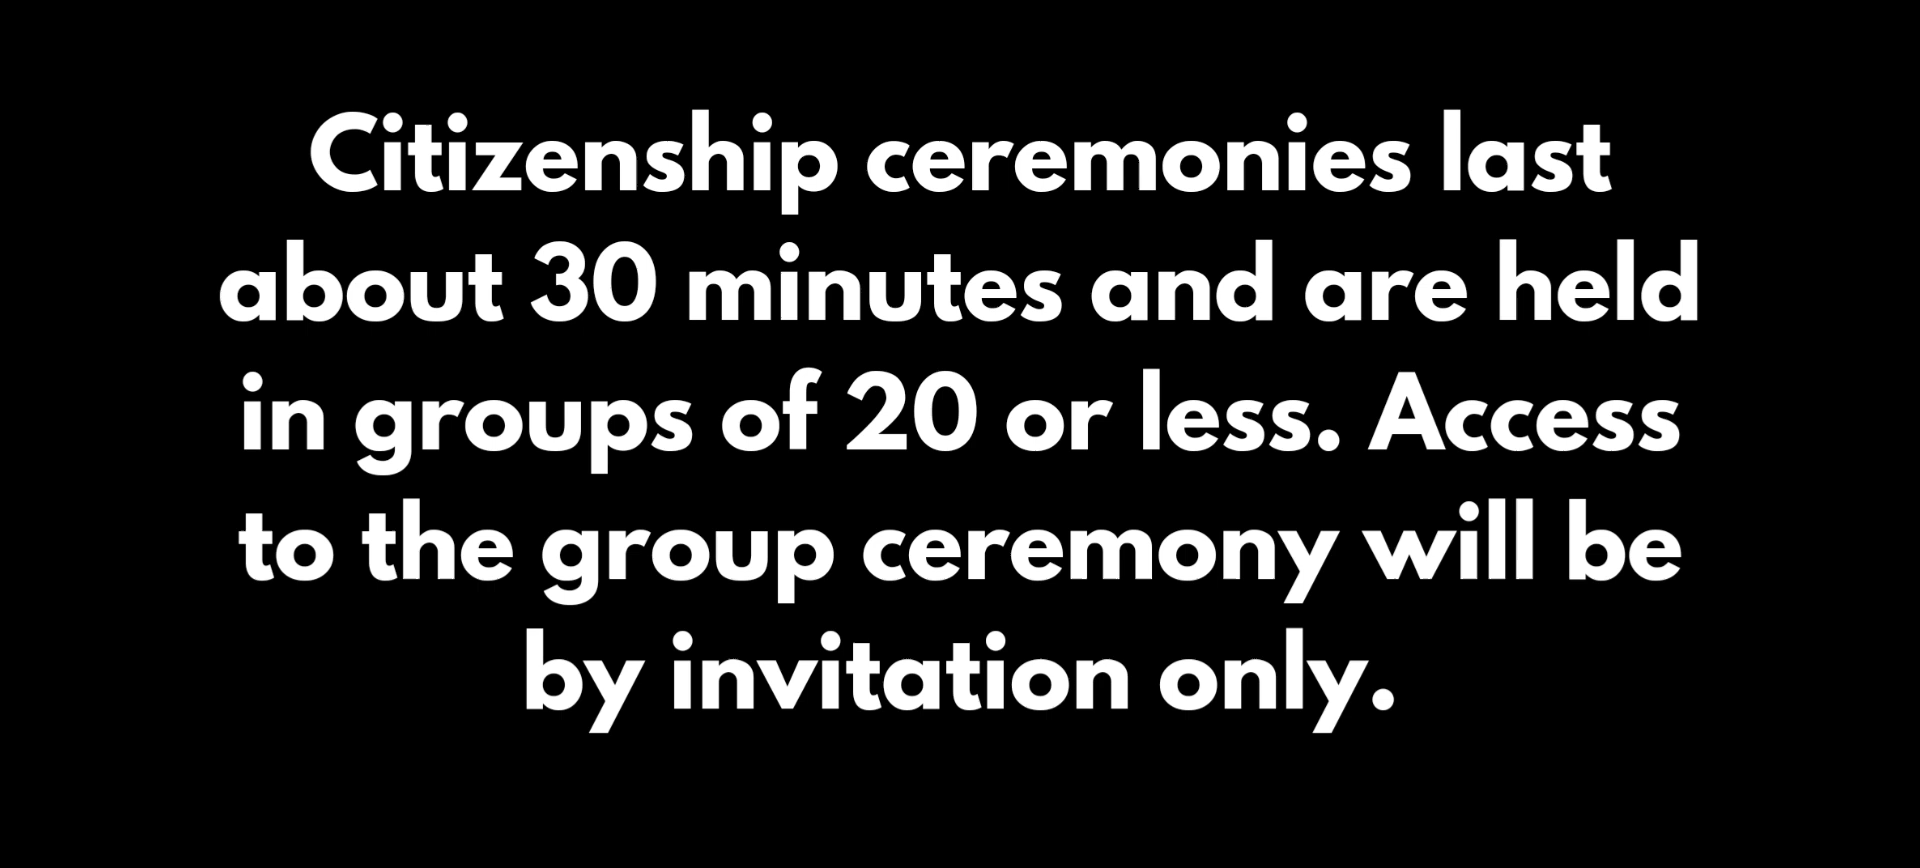 Citizenship ceremonies last
about 30 minutes and are held
in groups of 20 or less. Access
to the group ceremony will be
by invitation only.